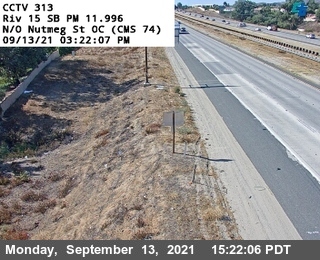 CCTV 313
Riv 15 SB PM 11.996
N/O Nutmeg St OC (CMS 74)
09/13/21 03:22:07 PM
Monday, September 13, 2021 15:22:06 PDT